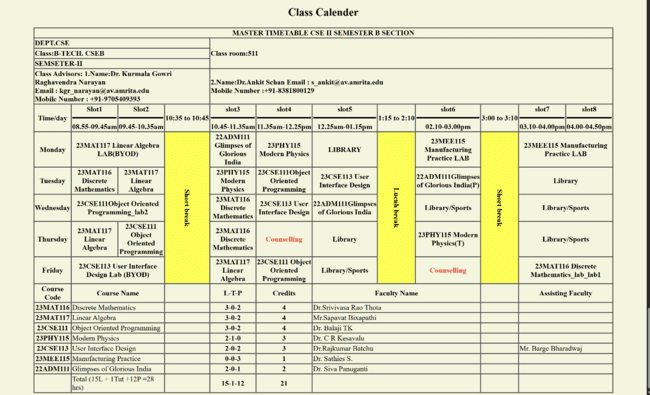 Class Calender
MASTER TIMETABLE CSE II SEMESTER B SECTION
DEPT.CSE
Class:B-TECH. CSEB
Class room:511
SEMSETER-II
Class Advisors: 1.Name:Dr. Kurmala Gowri
Raghavendra Narayan
Email : kgr_narayan@av.amrita.edu
Mobile Number : +91-9705409393
2.Name:Dr.Ankit Schan Email : s_ankit@av.amrita.edu
Mobile Number :+91-8381800129
Time/day Slot1 Slot2 10:35 to 10:45 slot3 slot4 slot5 1:15 to 2:10 slot6 3:00 to 3:10 slot7 slot8
08.55-09.45am 09.45-10.35am 10.45-11.35am 11.35am-12.25pm 12.25am-01.15pm 02.10-03.00pm 03.10-04.00pm 04.00-04.50pm
Monday 23MAT117 Linear Algebra LAB(BYOD) 22ADM111 Glimpses of Glorious India 23PHY115 Modern Physics LIBRARY 23MEE115 Manufacturing Practice LAB 23MEE115 Manufacturing Practice LAB
Short break
Lucah break
Short break
Tuesday 23MAT116 Discrete Mathematics 23MAT117 Linear Algebra 23PHY115 Modern Physics 23CSE111Object Oriented Programming 23CSE113 User Interface Design 22ADM111Glimpses of Glorious India(P) Library
Wednesday 23CSE111Object Oriented Programming_lab2 23MAT116 Discrete Mathematics 23CSE113 User Interface Design 22ADM111Glimpses of Glorious India Library/Sports Library/Sports
Thursday 23MAT117 Linear Algebra 23CSE111 Object Oriented Programming 23MAT116 Discrete Mathematics Counselling Library 23PHY115 Modern Physics(T) Library/Sports
Friday 23CSE113 User Interface Design Lab (BYOD) 23MAT117 Linear Algebra 23CSE111 Object Oriented Programming Library/Sports Counselling 23MAT116 Discrete Mathematics_lab_lab1
Course Code Course Name L-T-P Credits Faculty Name Assisting Faculty
23MAT116 Discrete Mathematics 3-0-2 4 Dr.Srivivasa Rao Thota
23MAT117 Linear Algebra 3-0-2 4 Mr.Sapavat Bixapathi
23CSE111 Object Oriented Programming 3-0-2 4 Dr. Balaji TK
23PHY115 Modern Physics 2-1-0 3 Dr. C R Kesavalu
23CSE113 User Interface Design 2-0-2 3 Dr.Rajkumar Batchu Mr. Barge Bharadwaj
23MEE115 Manufacturing Practice 0-0-3 1 Dr. Sathies S.
22ADM111 Glimpses of Glorious India 2-0-1 2 Dr. Siva Panuganti
Total (15L + 1Tut +12P =28
hrs) 15-1-12 21